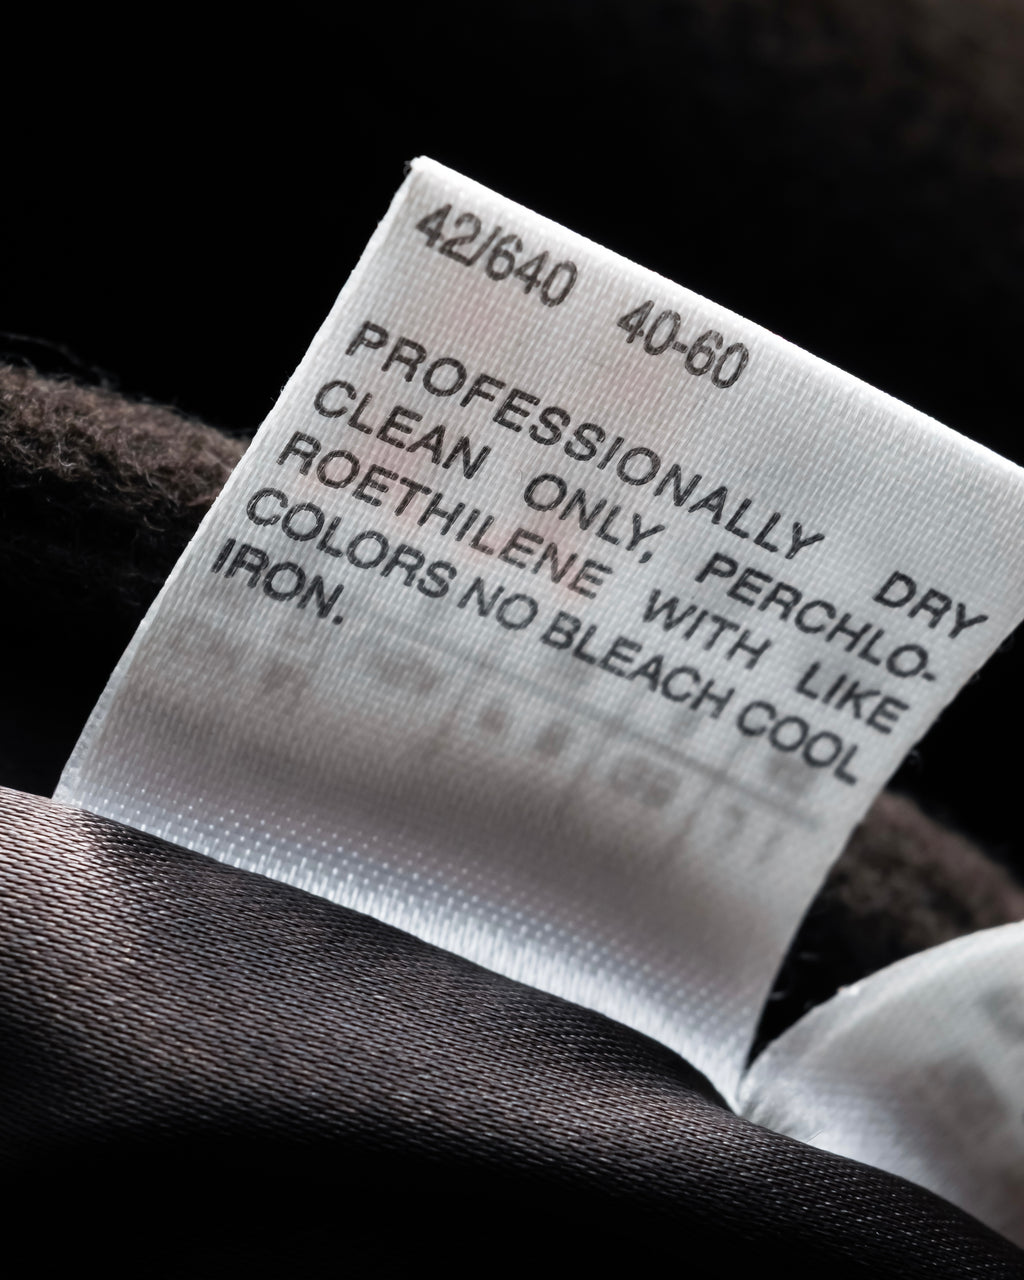 42/640 40-60
PROFESSIONALLY DRY
CLEAN ONLY, PERCHLO-
ROETHILENE WITH LIKE
COLORS NO BLEACH COOL
IRON.